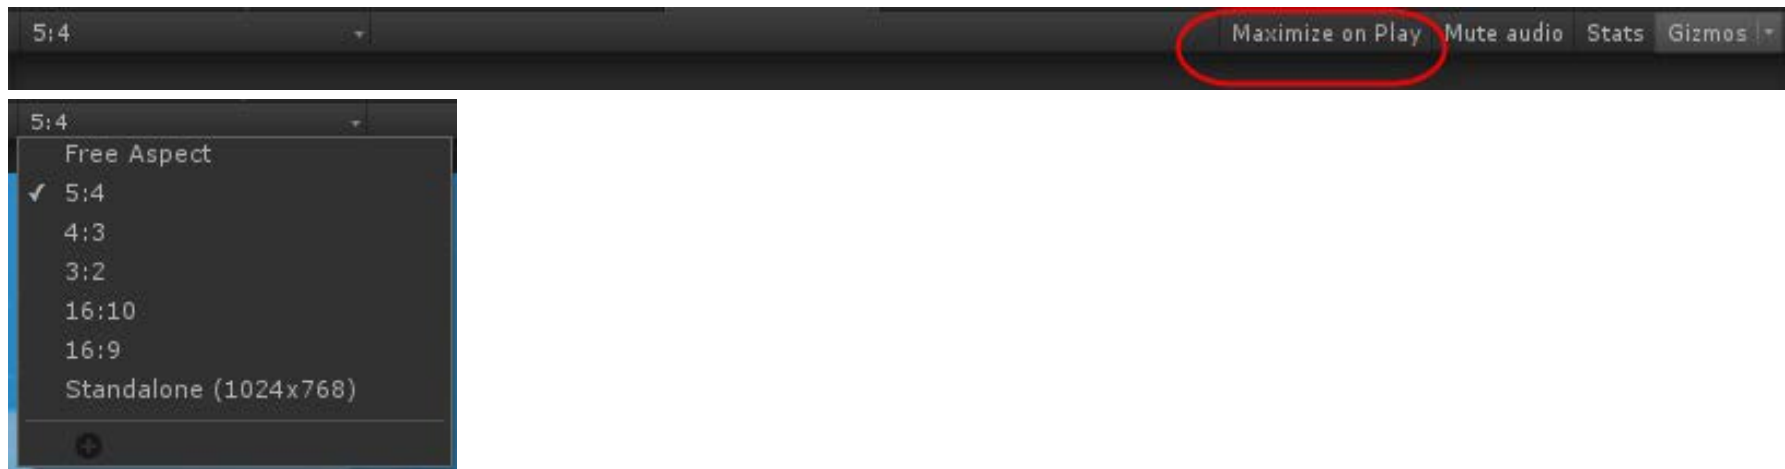 5:4 Maximize on Play Mute audio Stats Gizmos
5:4
Free Aspect
✓ 5:4
4:3
3:2
16:10
16:9
Standalone (1024x768)